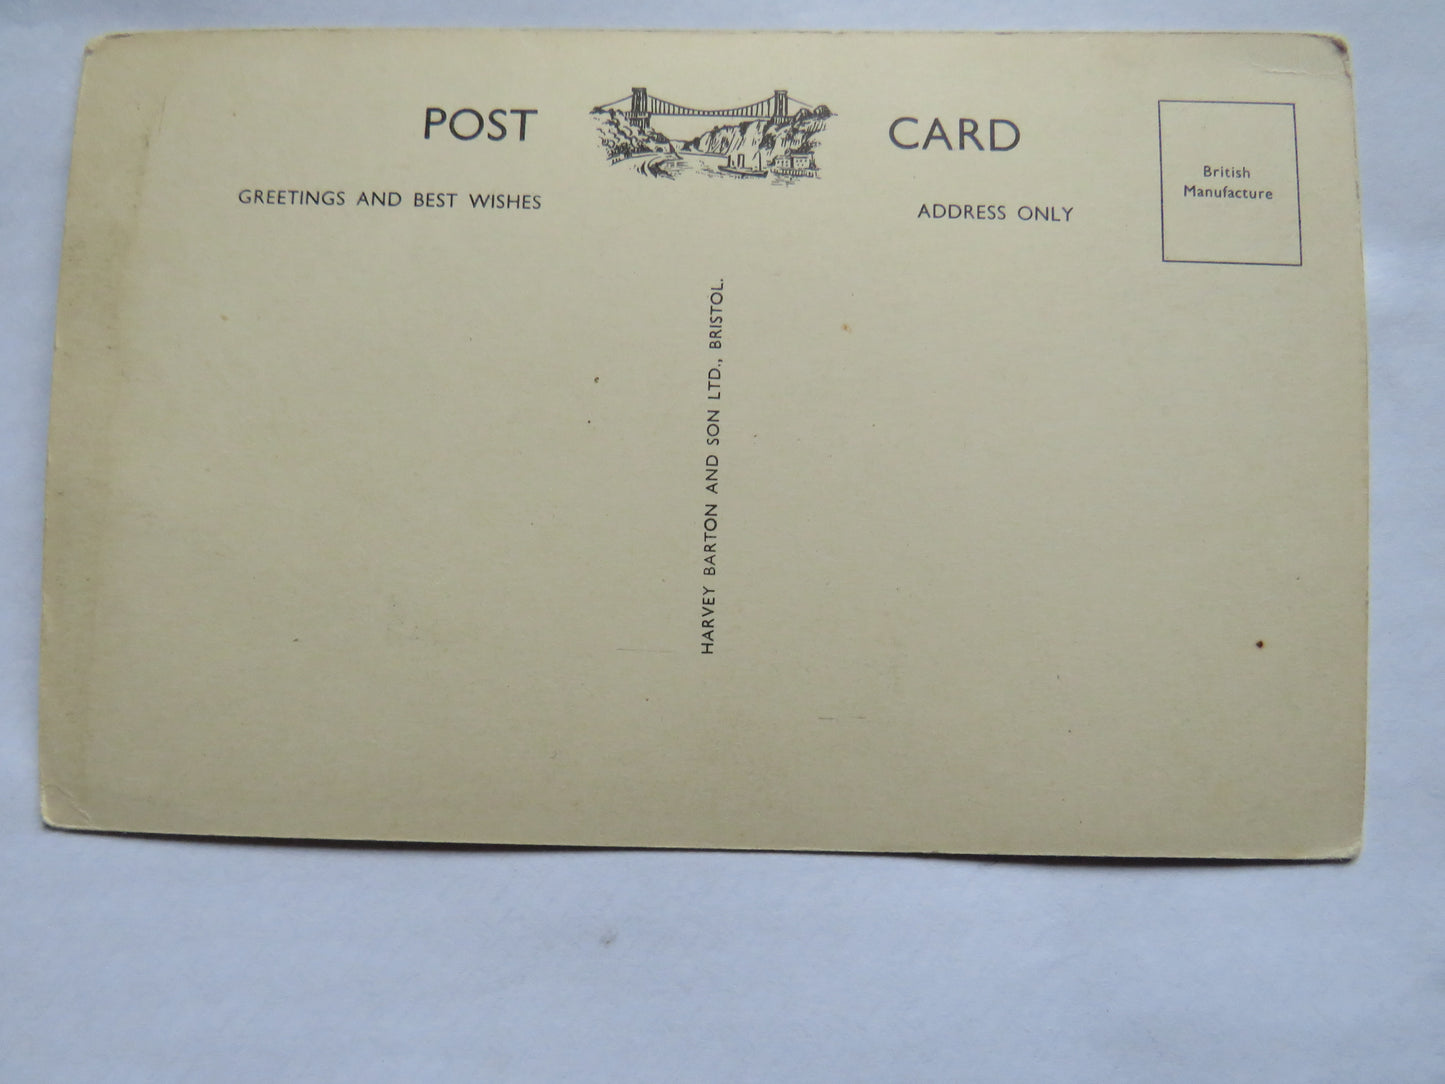 POST CARD
GREETINGS AND BEST WISHES
ADDRESS ONLY
British
Manufacture
HARVEY BARTON AND SON LTD., BRISTOL.